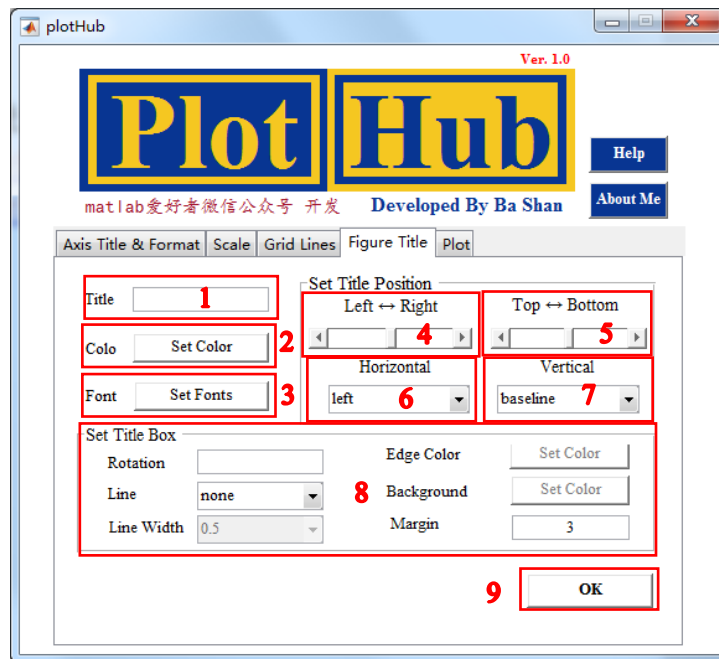 plotHub
Ver. 1.0
Plot Hub
Help
matlab爱好者微信公众号 开发 Developed By Ba Shan
About Me
Axis Title & Format Scale Grid Lines Figure Title Plot
Set Title Position
Title 1
Left ↔ Right
4
Top ↔ Bottom
5
Colo Set Color 2
Font Set Fonts 3
Horizontal
left 6
Vertical
baseline 7
Set Title Box
Rotation
Edge Color Set Color
Line none
8
Background Set Color
Line Width 0.5
Margin 3
9 OK